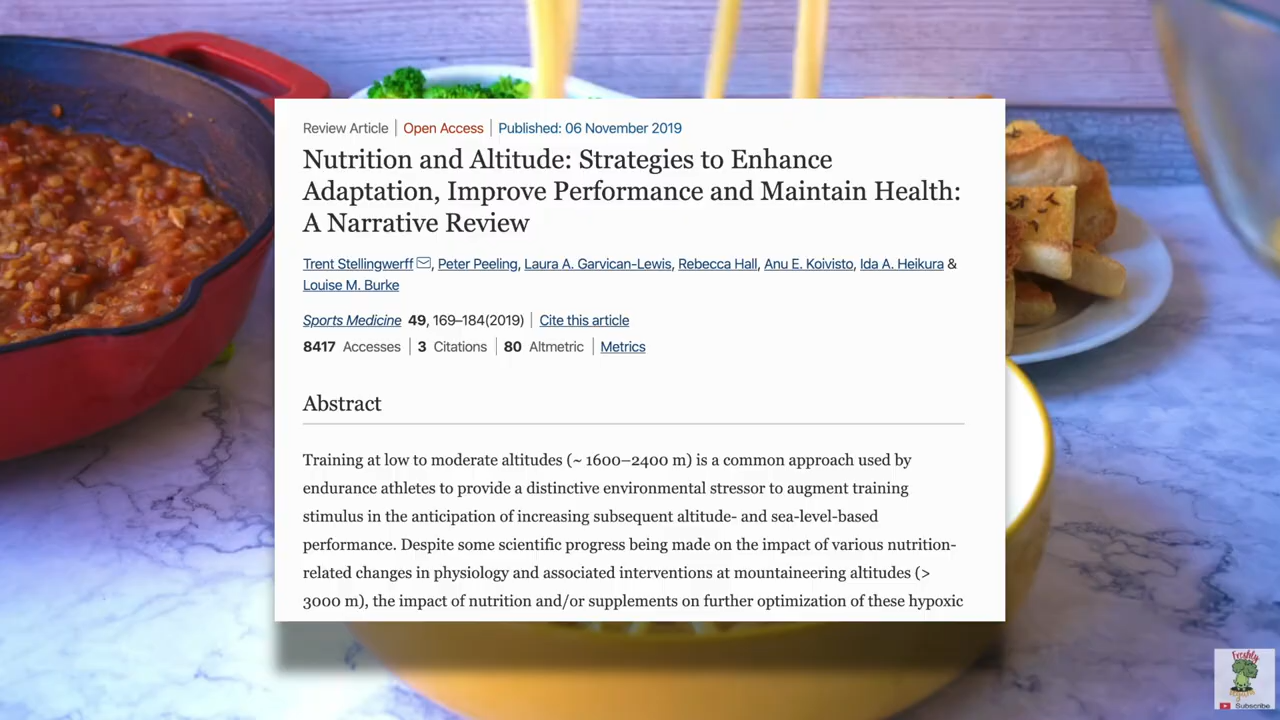 Review Article | Open Access | Published: 06 November 2019
Nutrition and Altitude: Strategies to Enhance
Adaptation, Improve Performance and Maintain Health:
A Narrative Review
Trent Stellingwerff, Peter Peeling, Laura A. Garvican-Lewis, Rebecca Hall, Anu E. Koivisto, Ida A. Heikura &
Louise M. Burke
Sports Medicine 49, 169–184(2019) | Cite this article
8417 Accesses | 3 Citations | 80 Altmetric | Metrics
Abstract
Training at low to moderate altitudes (~ 1600–2400 m) is a common approach used by
endurance athletes to provide a distinctive environmental stressor to augment training
stimulus in the anticipation of increasing subsequent altitude- and sea-level-based
performance. Despite some scientific progress being made on the impact of various nutrition-
related changes in physiology and associated interventions at mountaineering altitudes (>
3000 m), the impact of nutrition and/or supplements on further optimization of these hypoxic
Freshly
Subscribe